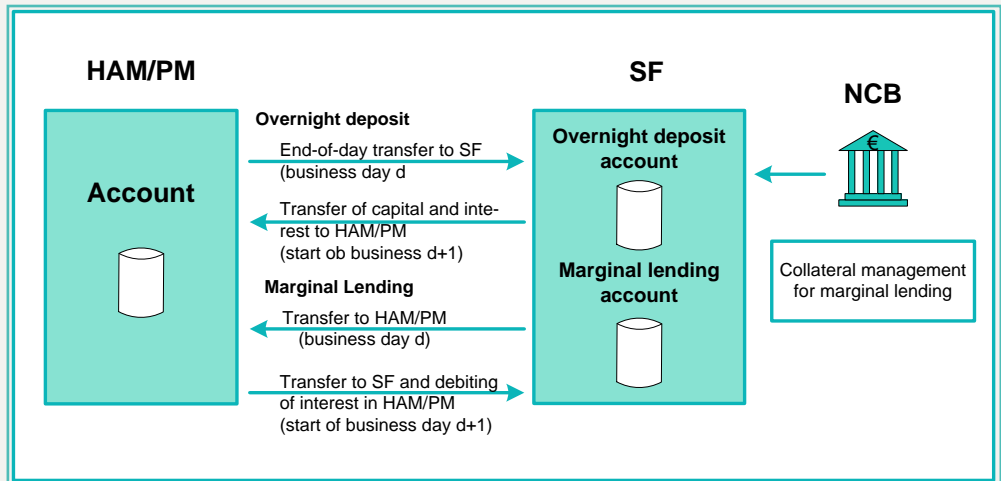 HAM/PM
SF
NCB
€
Account
Overnight deposit
End-of-day transfer to SF
(business day d
Transfer of capital and inte-
rest to HAM/PM
(start ob business d+1)
Marginal Lending
Transfer to HAM/PM
(business day d)
Transfer to SF and debiting
of interest in HAM/PM
(start of business day d+1)
Overnight deposit
account
Marginal lending
account
Collateral management
for marginal lending